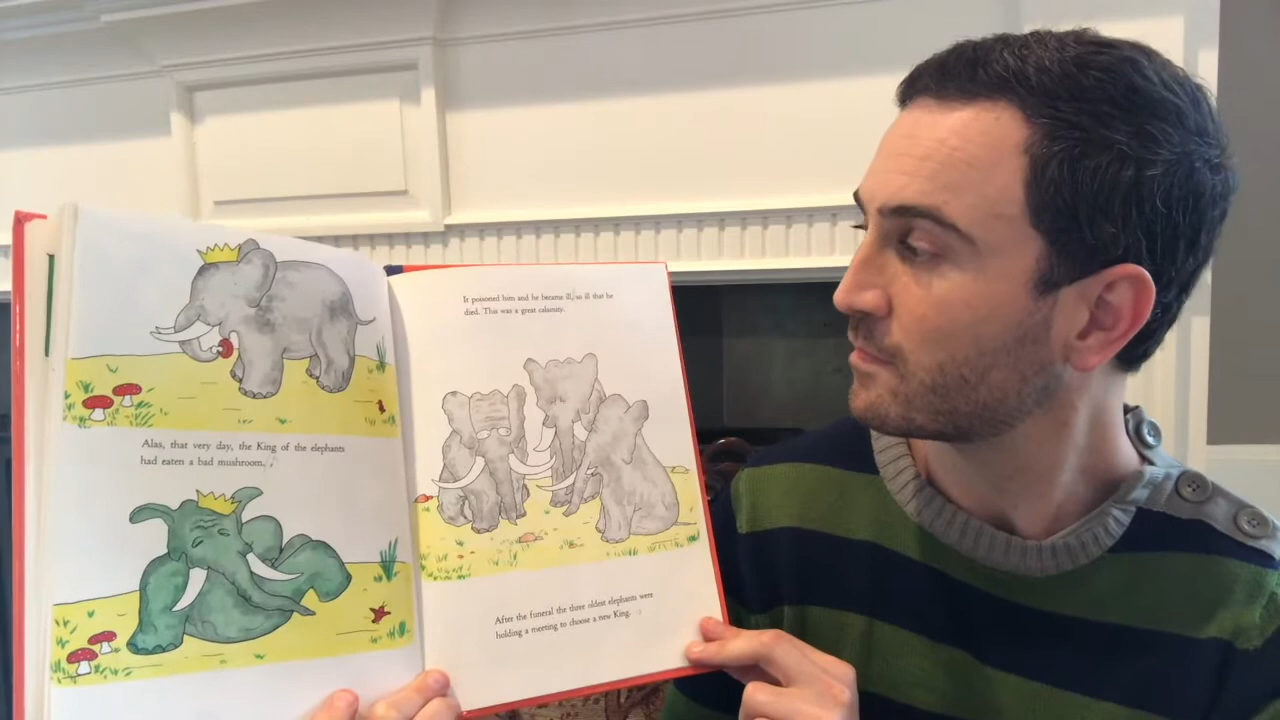 Alas, that very day, the King of the elephants
had eaten a bad mushroom.
It poisoned him and he became ill, so ill that he
died. This was a great calamity.
After the funeral the three oldest elephants were
holding a meeting to choose a new King.